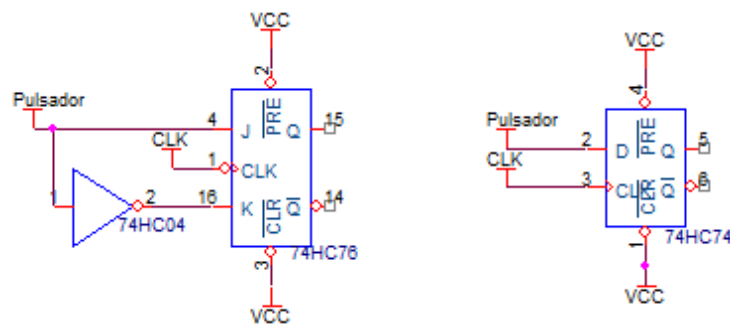 VCC
2
Pulsador
4
J
PRE
Q
15
CLK
1
CLK
1
2
16
K
CLR
Q
14
74HC04
74HC76
3
VCC
VCC
4
Pulsador
2
D
PRE
Q
5
CLK
3
CLK
CLR
Q
6
1
74HC74
VCC